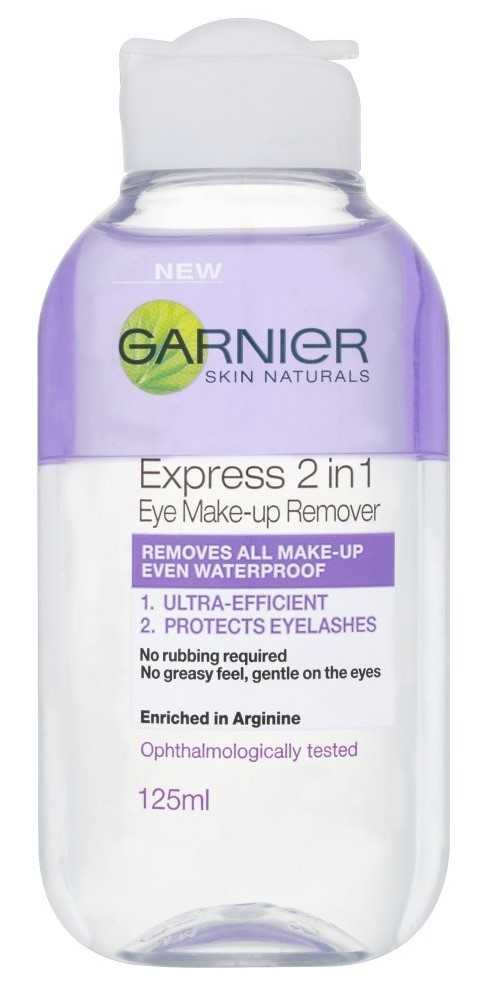 NEW
GARNIER
SKIN NATURALS
Express 2 in 1
Eye Make-up Remover
REMOVES ALL MAKE-UP
EVEN WATERPROOF
1. ULTRA-EFFICIENT
2. PROTECTS EYELASHES
No rubbing required
No greasy feel, gentle on the eyes
Enriched in Arginine
Ophthalmologically tested
125ml